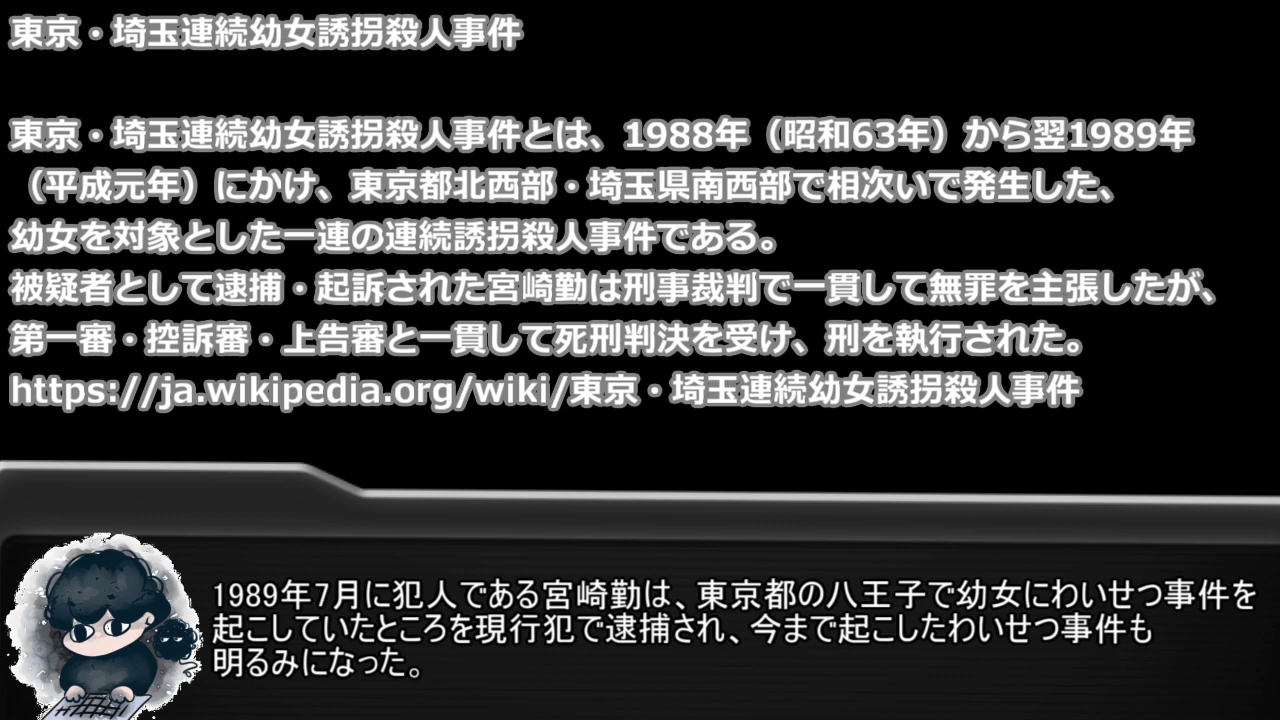 東京・埼玉連続幼女誘拐殺人事件
東京・埼玉連続幼女誘拐殺人事件とは、1988年（昭和63年）から翌1989年
（平成元年）にかけ、東京都北西部・埼玉県南西部で相次いで発生した、
幼女を対象とした一連の連続誘拐殺人事件である。
被疑者として逮捕・起訴された宮崎勤は刑事裁判で一貫して無罪を主張したが、
第一審・控訴審・上告審と一貫して死刑判決を受け、刑を執行された。
https://ja.wikipedia.org/wiki/東京・埼玉連続幼女誘拐殺人事件
1989年7月に犯人である宮崎勤は、東京都の八王子で幼女にわいせつ事件を
起こしていたところを現行犯で逮捕され、今まで起こしたわいせつ事件も
明るみになった。